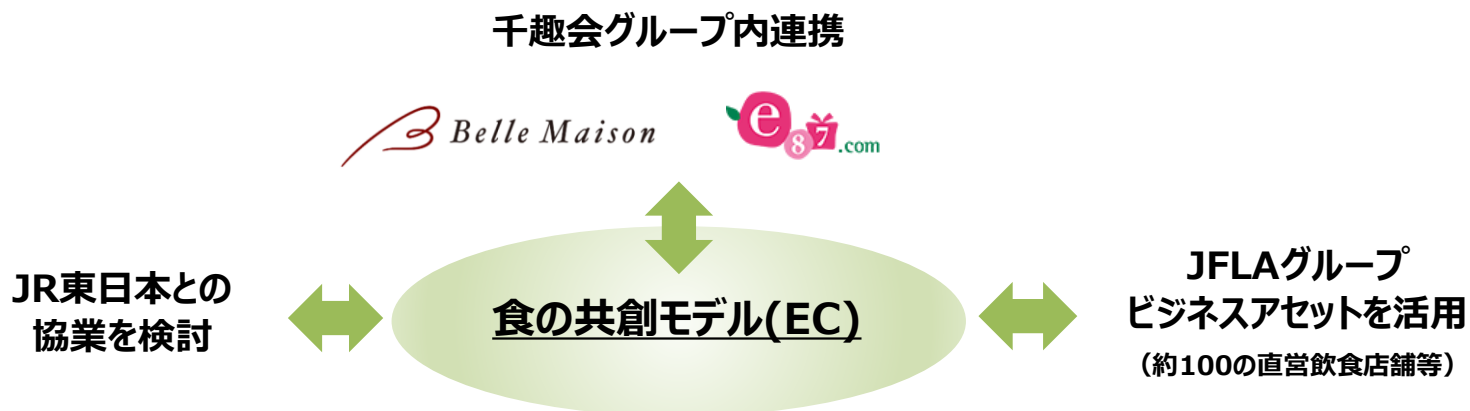 千趣会グループ内連携
Belle Maison
e87.com
JR東日本との
協業を検討
食の共創モデル(EC)
JFLAグループ
ビジネスアセットを活用
（約100の直営飲食店舗等）